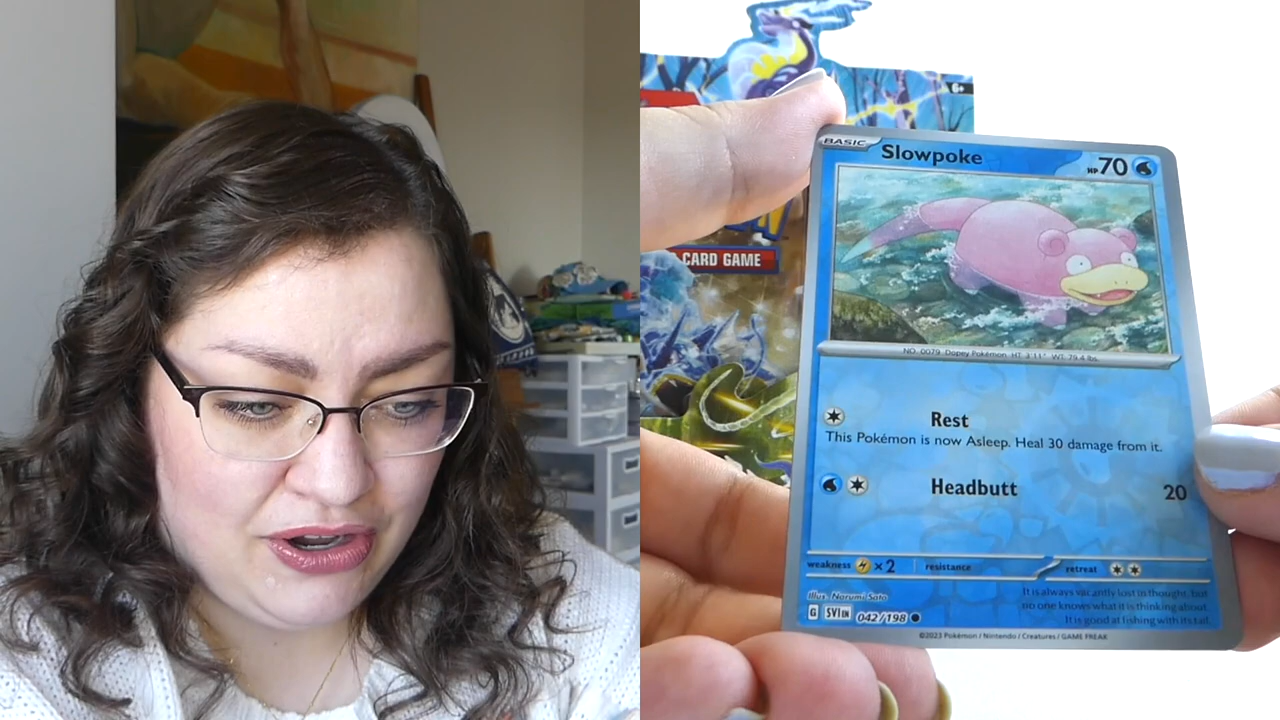 6+
CARD GAME
BASIC Slowpoke HP 70
NO. 0079 Dopey Pokémon HT: 3'11" WT: 79.4 lbs.
Rest
This Pokémon is now Asleep. Heal 30 damage from it.
Headbutt 20
weakness ×2 resistance retreat
Illus. Narumi Sato
G SVI EN 042/198
It is always vacantly lost in thought, but
no one knows what it is thinking about.
It is good at fishing with its tail.
©2023 Pokémon / Nintendo / Creatures / GAME FREAK